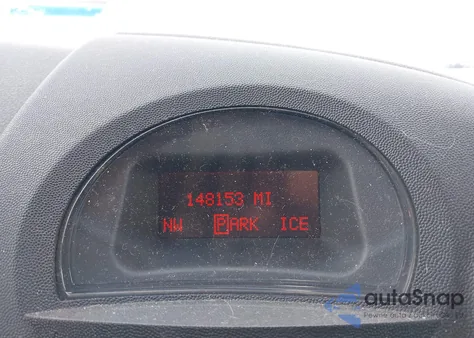 148153 MI
NW PARK ICE
autoSnap